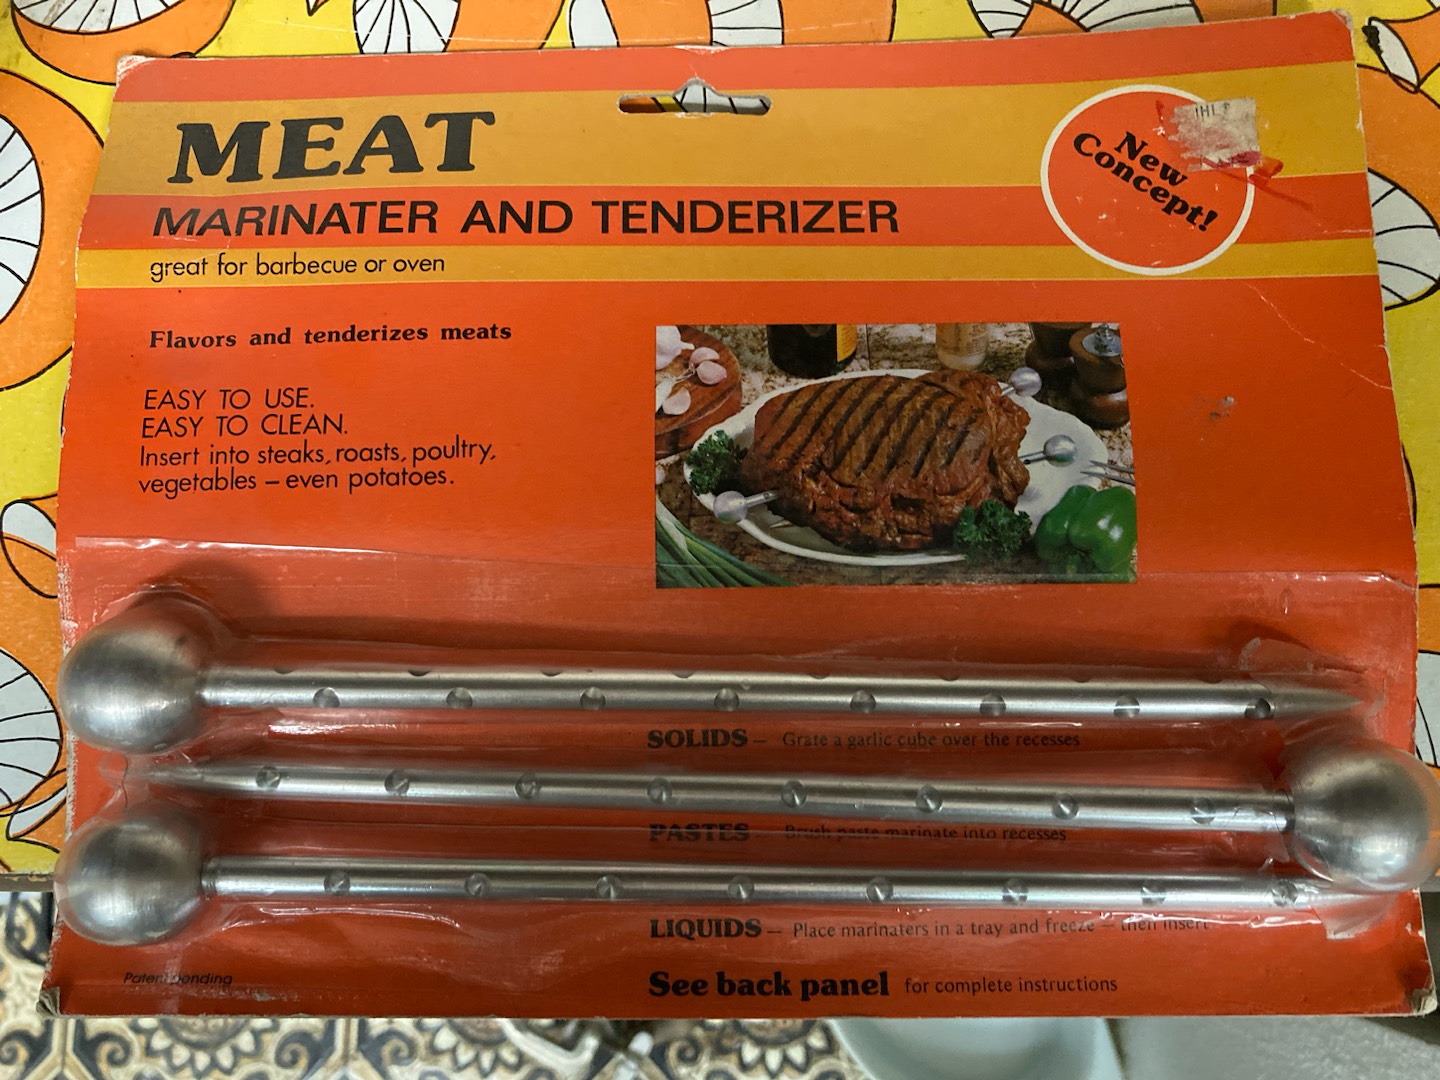 MEAT
MARINATER AND TENDERIZER
great for barbecue or oven
New
Concept!
Flavors and tenderizes meats
EASY TO USE.
EASY TO CLEAN.
Insert into steaks, roasts, poultry,
vegetables – even potatoes.
SOLIDS – Grate a garlic cube over the recesses
PASTES – Brush paste marinate into recesses
LIQUIDS – Place marinaters in a tray and freeze – then insert
Patent pending
See back panel for complete instructions